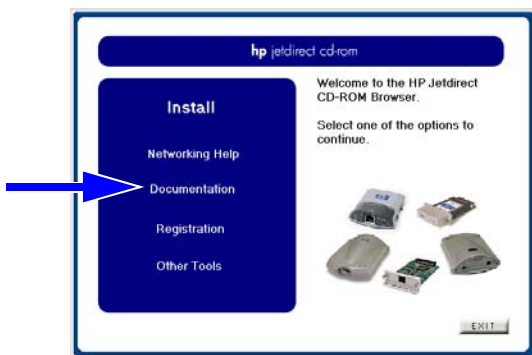 hp jetdirect cd-rom
Install
Networking Help
Documentation
Registration
Other Tools
Welcome to the HP Jetdirect
CD-ROM Browser.
Select one of the options to
continue.
EXIT